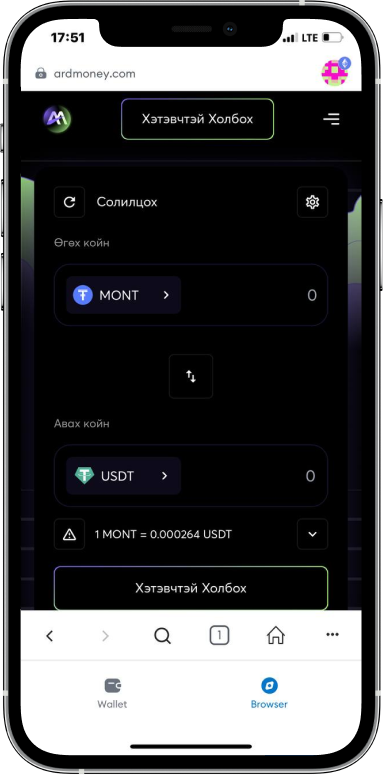 17:51
LTE
ardmoney.com
Хэтэвчтэй Холбох
Солилцох
Өгөх койн
MONT
0
Авах койн
USDT
0
1 MONT = 0.000264 USDT
Хэтэвчтэй Холбох
1
Wallet
Browser